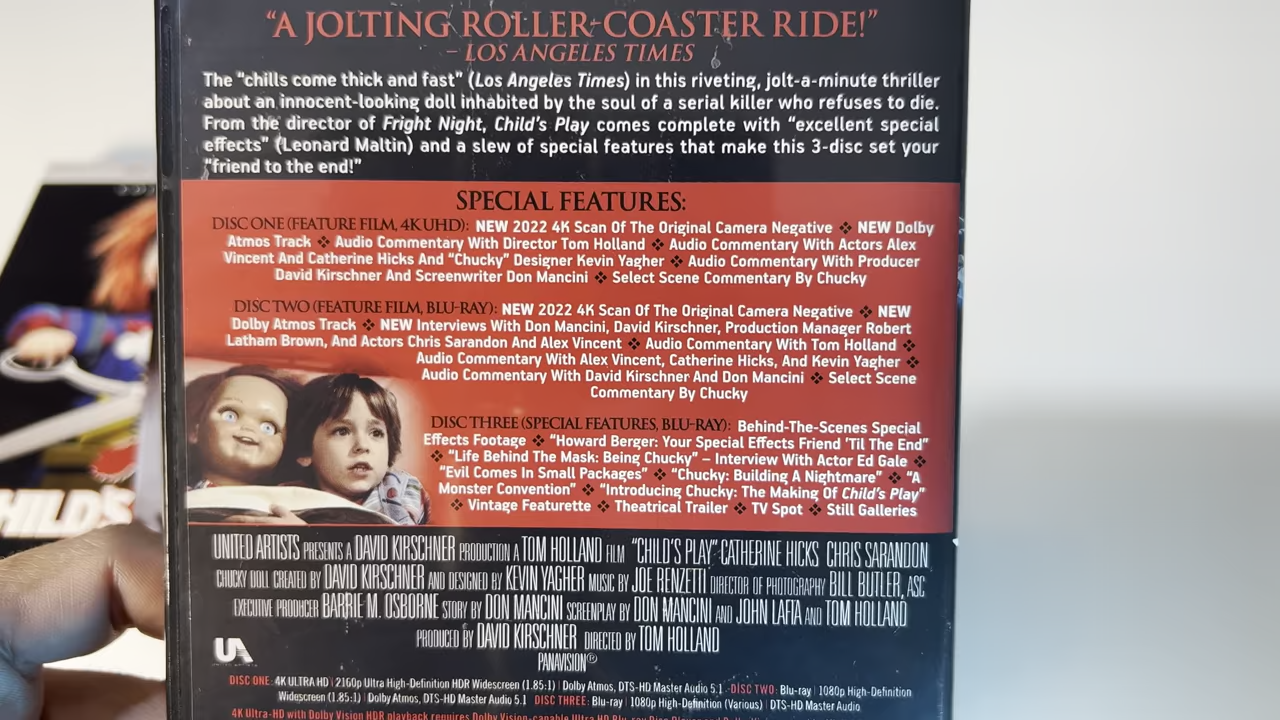 “A JOLTING ROLLER-COASTER RIDE!”
– LOS ANGELES TIMES
The “chills come thick and fast” (Los Angeles Times) in this riveting, jolt-a-minute thriller
about an innocent-looking doll inhabited by the soul of a serial killer who refuses to die.
From the director of Fright Night, Child's Play comes complete with “excellent special
effects” (Leonard Maltin) and a slew of special features that make this 3-disc set your
“friend to the end!”
SPECIAL FEATURES:
DISC ONE (FEATURE FILM, 4KUHD): NEW 2022 4K Scan Of The Original Camera Negative ❖ NEW Dolby
Atmos Track ❖ Audio Commentary With Director Tom Holland ❖ Audio Commentary With Actors Alex
Vincent And Catherine Hicks And “Chucky” Designer Kevin Yagher ❖ Audio Commentary With Producer
David Kirschner And Screenwriter Don Mancini ❖ Select Scene Commentary By Chucky
DISC TWO (FEATURE FILM, BLU-RAY): NEW 2022 4K Scan Of The Original Camera Negative ❖ NEW
Dolby Atmos Track ❖ NEW Interviews With Don Mancini, David Kirschner, Production Manager Robert
Latham Brown, And Actors Chris Sarandon And Alex Vincent ❖ Audio Commentary With Tom Holland ❖
Audio Commentary With Alex Vincent, Catherine Hicks, And Kevin Yagher ❖
Audio Commentary With David Kirschner And Don Mancini ❖ Select Scene
Commentary By Chucky
DISC THREE (SPECIAL FEATURES, BLU-RAY): Behind-The-Scenes Special
Effects Footage ❖ “Howard Berger: Your Special Effects Friend 'Til The End”
❖ “Life Behind The Mask: Being Chucky” – Interview With Actor Ed Gale ❖
“Evil Comes In Small Packages” ❖ “Chucky: Building A Nightmare” ❖ “A
Monster Convention” ❖ “Introducing Chucky: The Making Of Child's Play”
❖ Vintage Featurette ❖ Theatrical Trailer ❖ TV Spot ❖ Still Galleries
UNITED ARTISTS PRESENTS A DAVID KIRSCHNER PRODUCTION A TOM HOLLAND FILM “CHILD'S PLAY” CATHERINE HICKS CHRIS SARANDON
CHUCKY DOLL CREATED BY DAVID KIRSCHNER AND DESIGNED BY KEVIN YAGHER MUSIC BY JOE RENZETTI DIRECTOR OF PHOTOGRAPHY BILL BUTLER, ASC
EXECUTIVE PRODUCER BARRIE M. OSBORNE STORY BY DON MANCINI SCREENPLAY BY DON MANCINI AND JOHN LAFIA AND TOM HOLLAND
PRODUCED BY DAVID KIRSCHNER DIRECTED BY TOM HOLLAND
PANAVISION®
UA
DISC ONE: 4K ULTRA HD | 2160p Ultra High-Definition HDR Widescreen (1.85:1) | Dolby Atmos, DTS-HD Master Audio 5.1 DISC TWO: Blu-ray | 1080p High-Definition
Widescreen (1.85:1) | Dolby Atmos, DTS-HD Master Audio 5.1 DISC THREE: Blu-ray | 1080p High-Definition (Various) | DTS-HD Master Audio
4K Ultra-HD with Dolby Vision HDR playback requires Dolby Vision-capable Ultra HD Blu-ray Disc Player and
HILD'S